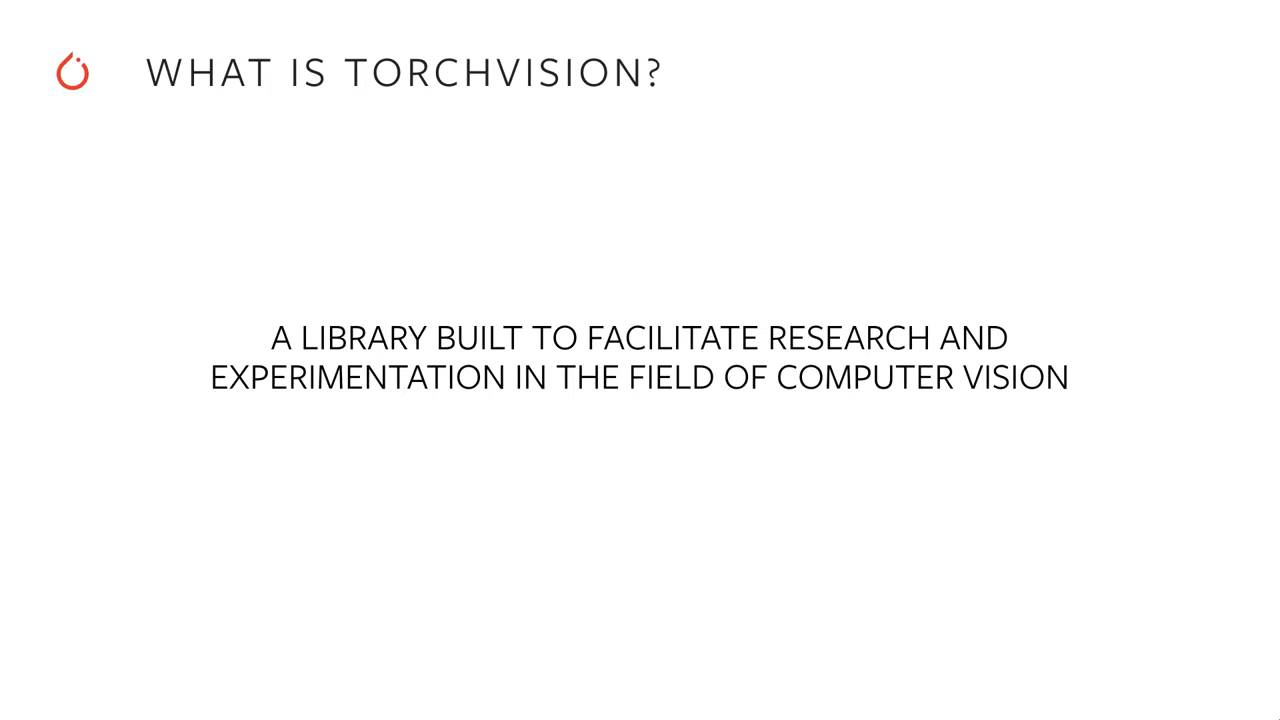 WHAT IS TORCHVISION?
A LIBRARY BUILT TO FACILITATE RESEARCH AND
EXPERIMENTATION IN THE FIELD OF COMPUTER VISION